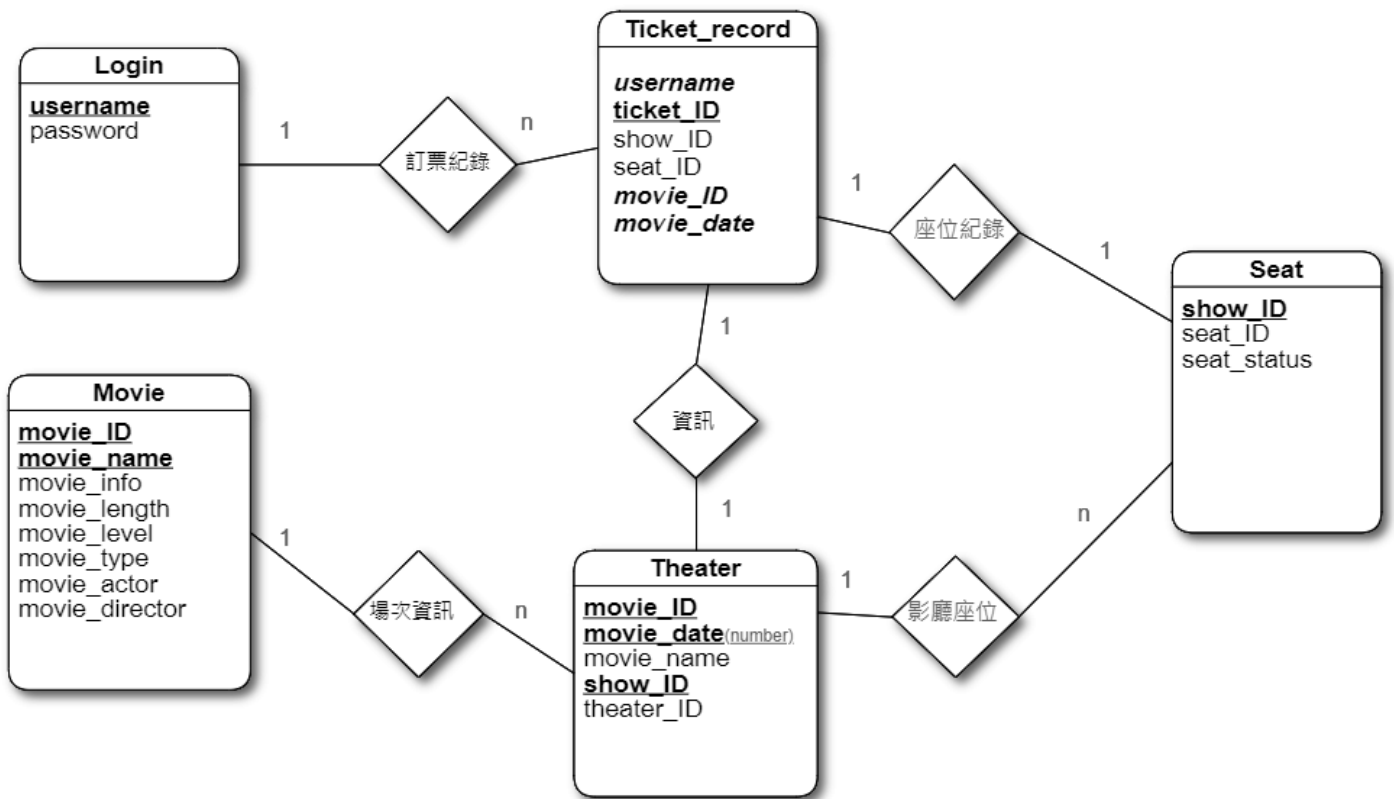 Login
username
password
1
訂票紀錄
n
Ticket_record
username
ticket_ID
show_ID
seat_ID
movie_ID
movie_date
1
座位紀錄
1
Seat
show_ID
seat_ID
seat_status
1
資訊
1
Movie
movie_ID
movie_name
movie_info
movie_length
movie_level
movie_type
movie_actor
movie_director
1
場次資訊
n
Theater
movie_ID
movie_date(number)
movie_name
show_ID
theater_ID
1
影廳座位
n